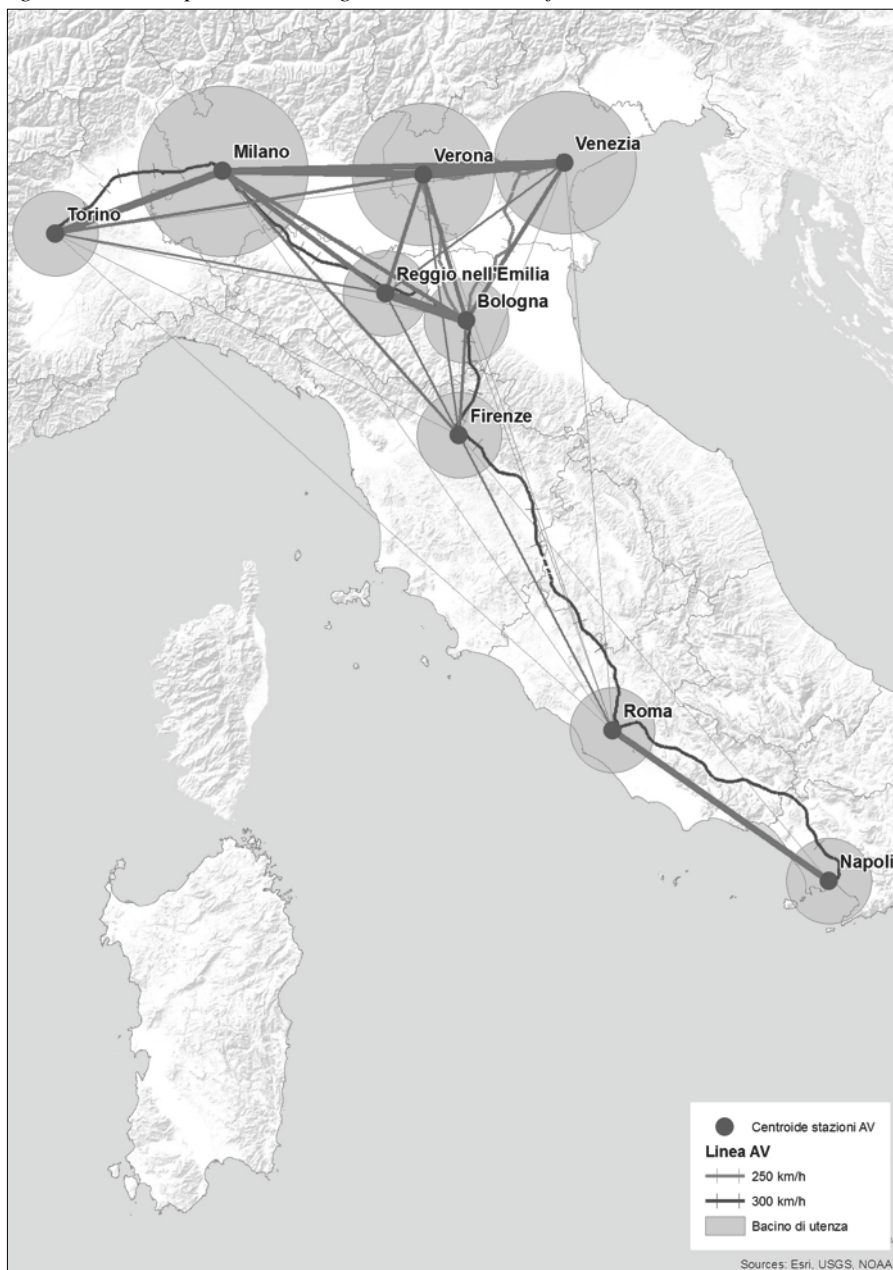 Milano
Verona
Venezia
Torino
Reggio nell'Emilia
Bologna
Firenze
Roma
Napoli
Centroide stazioni AV
Linea AV
250 km/h
300 km/h
Bacino di utenza
Sources: Esri, USGS, NOAA